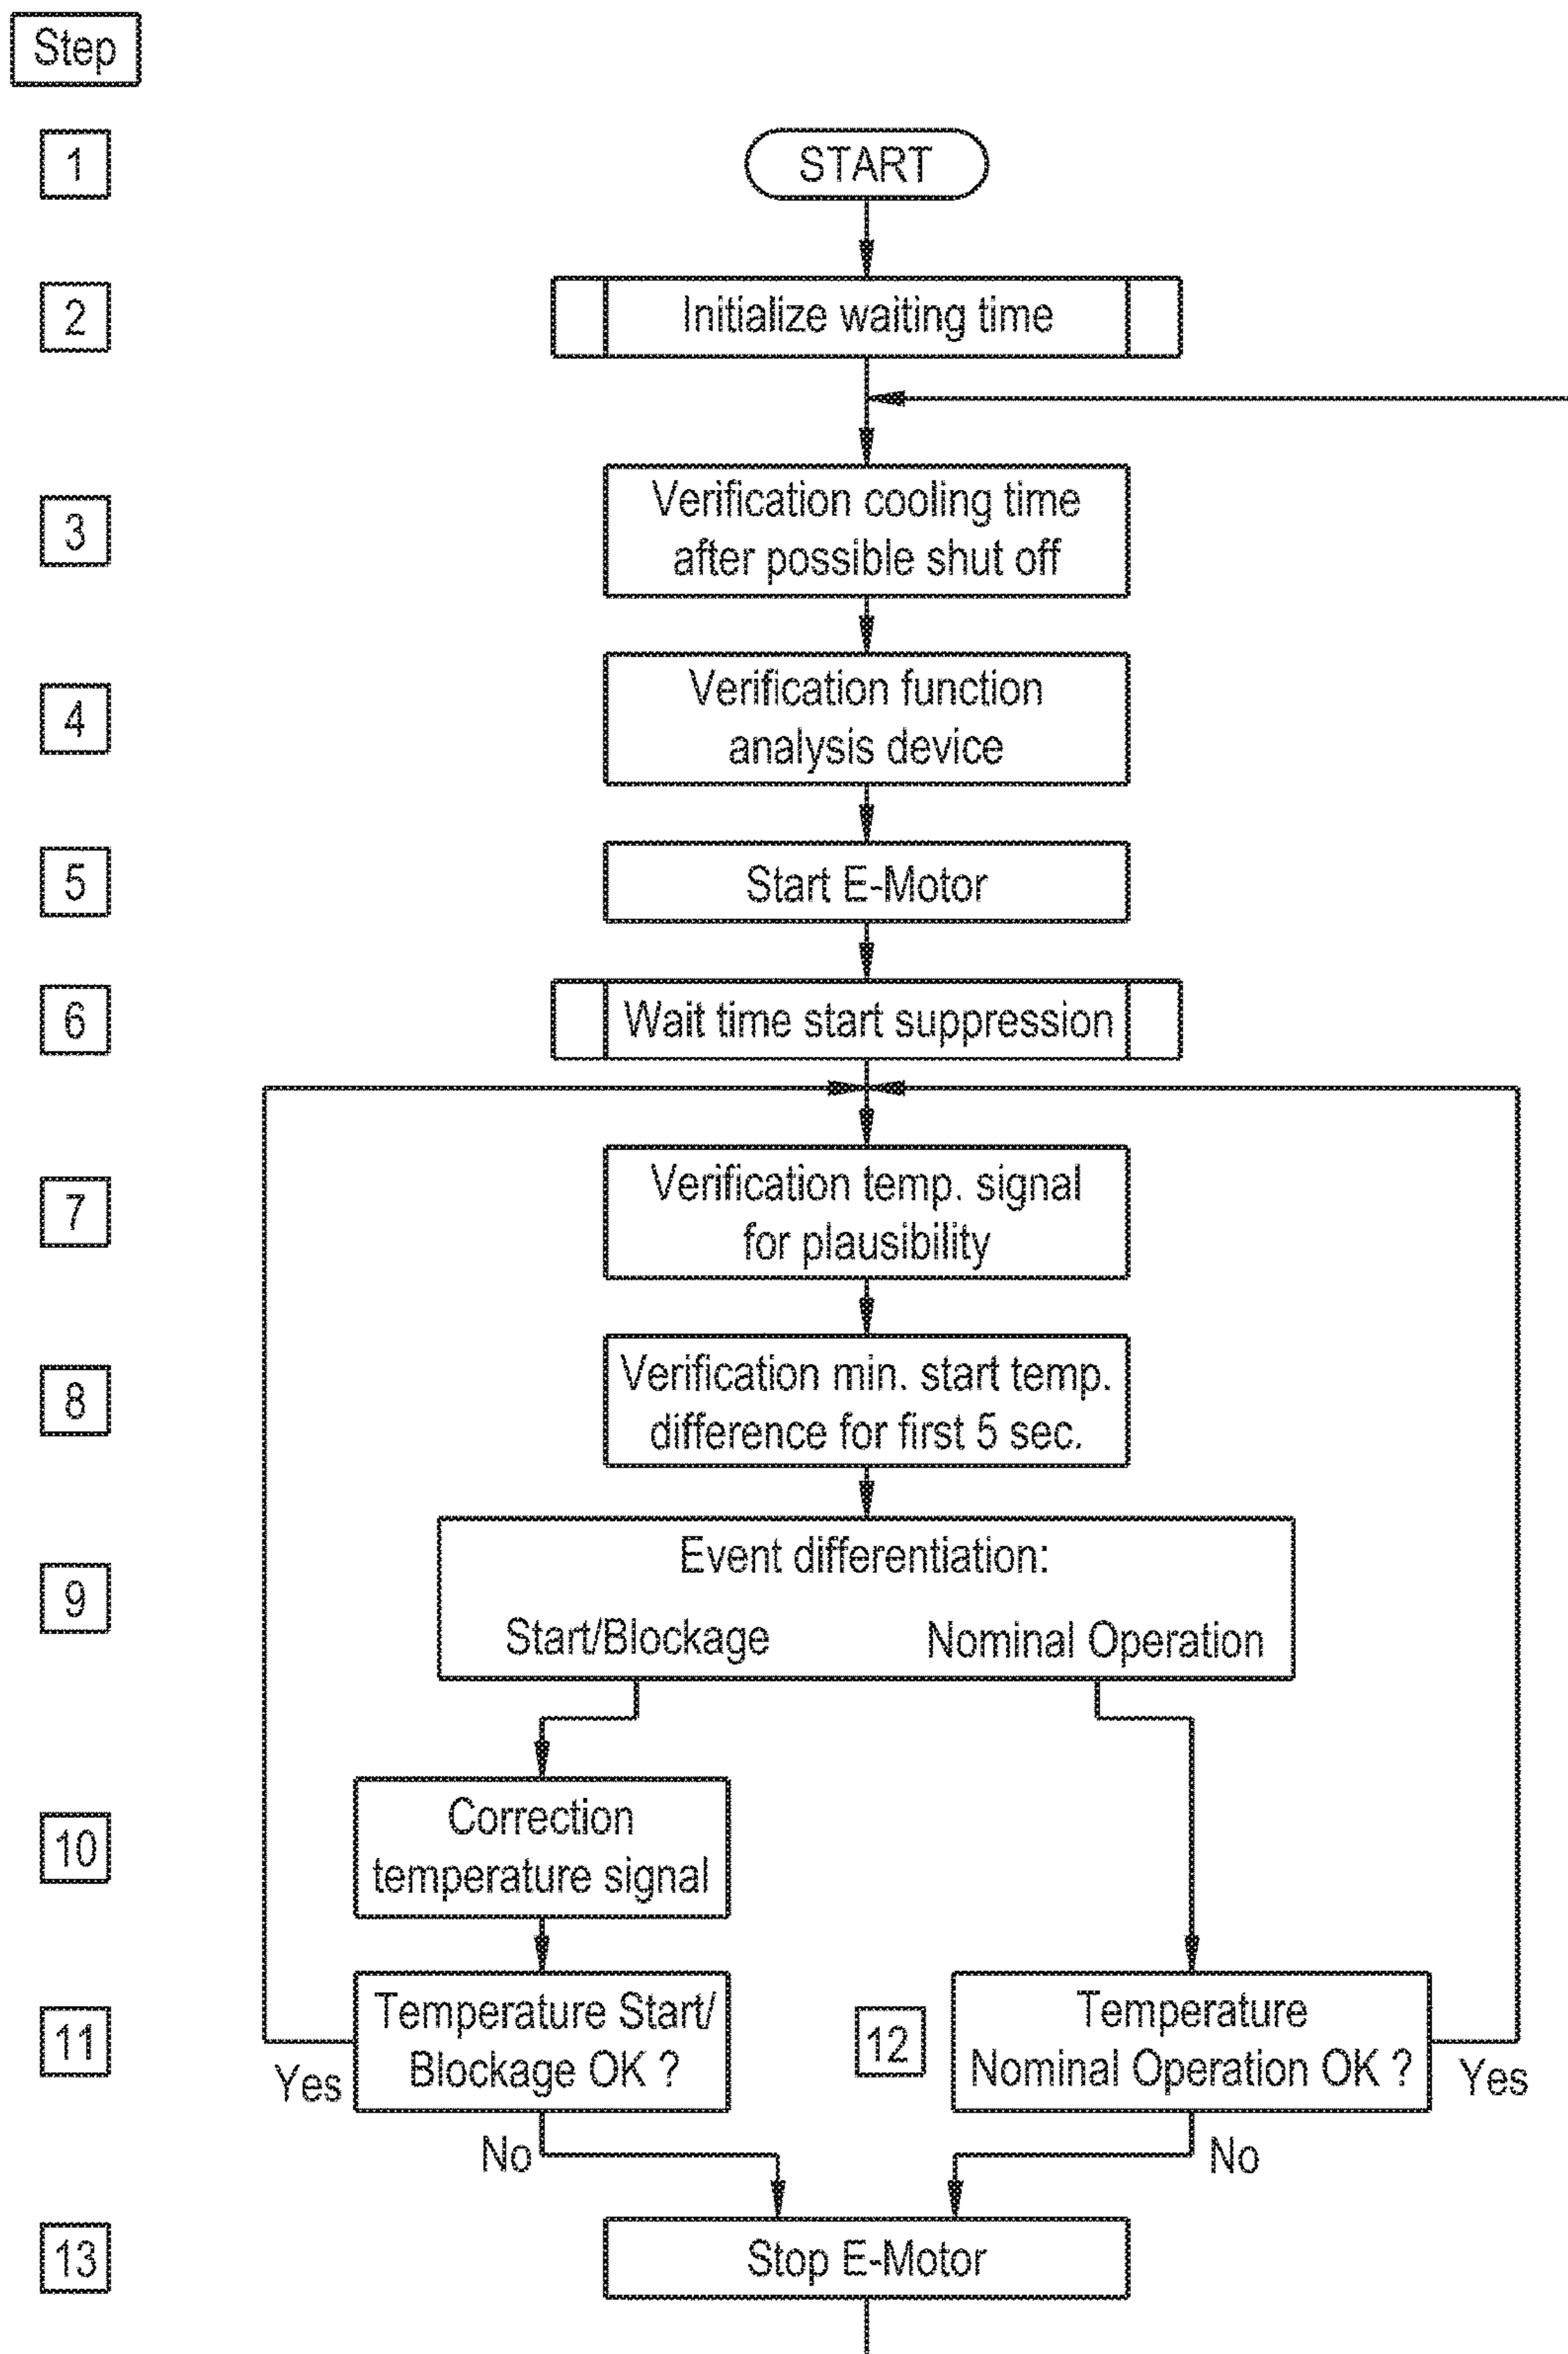 Step
1
START
2
Initialize waiting time
3
Verification cooling time
after possible shut off
4
Verification function
analysis device
5
Start E-Motor
6
Wait time start suppression
7
Verification temp. signal
for plausibility
8
Verification min. start temp.
difference for first 5 sec.
9
Event differentiation:
Start/Blockage
Nominal Operation
10
Correction
temperature signal
11
Temperature Start/
Blockage OK ?
Yes
12
Temperature
Nominal Operation OK ?
Yes
No
No
13
Stop E-Motor